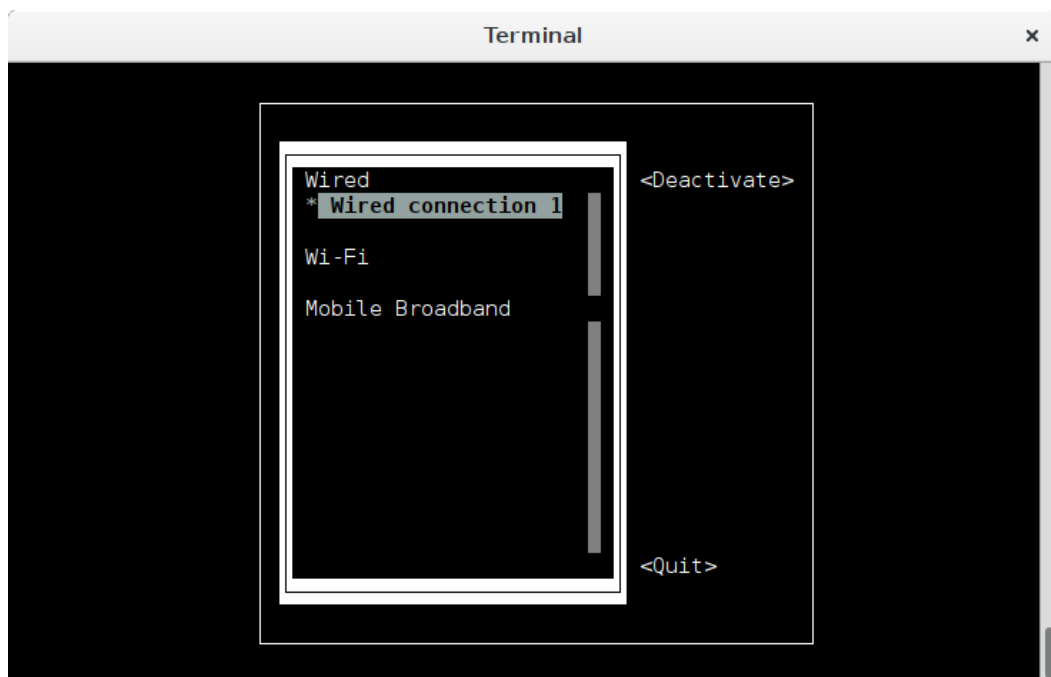 Terminal
Wired <Deactivate>
* Wired connection 1
Wi-Fi
Mobile Broadband
<Quit>